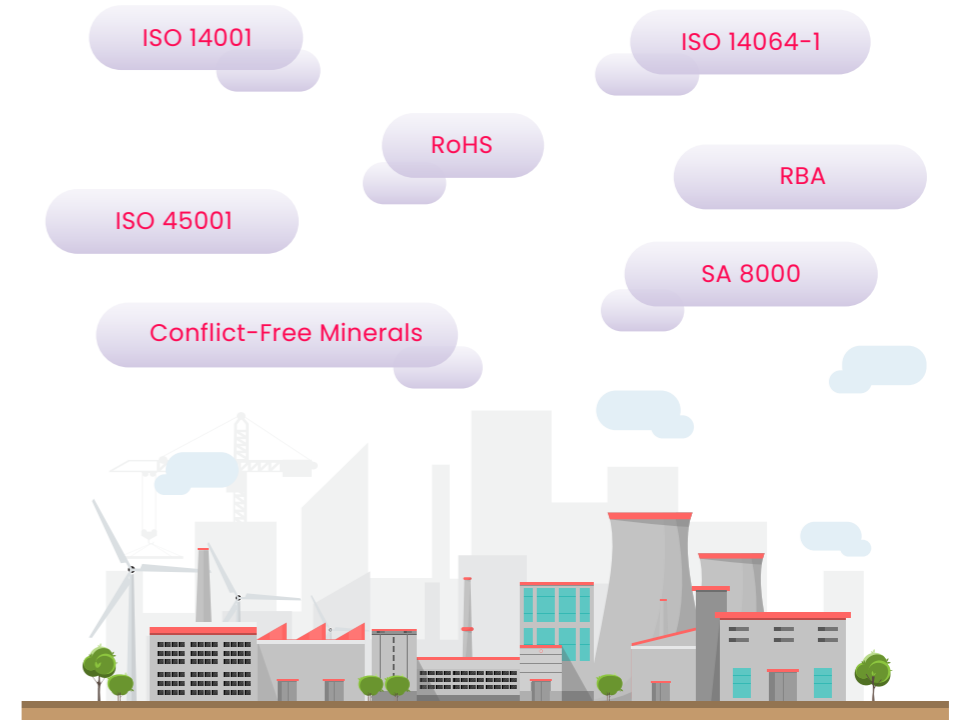 ISO 14001
ISO 14064-1
RoHS
RBA
ISO 45001
SA 8000
Conflict-Free Minerals